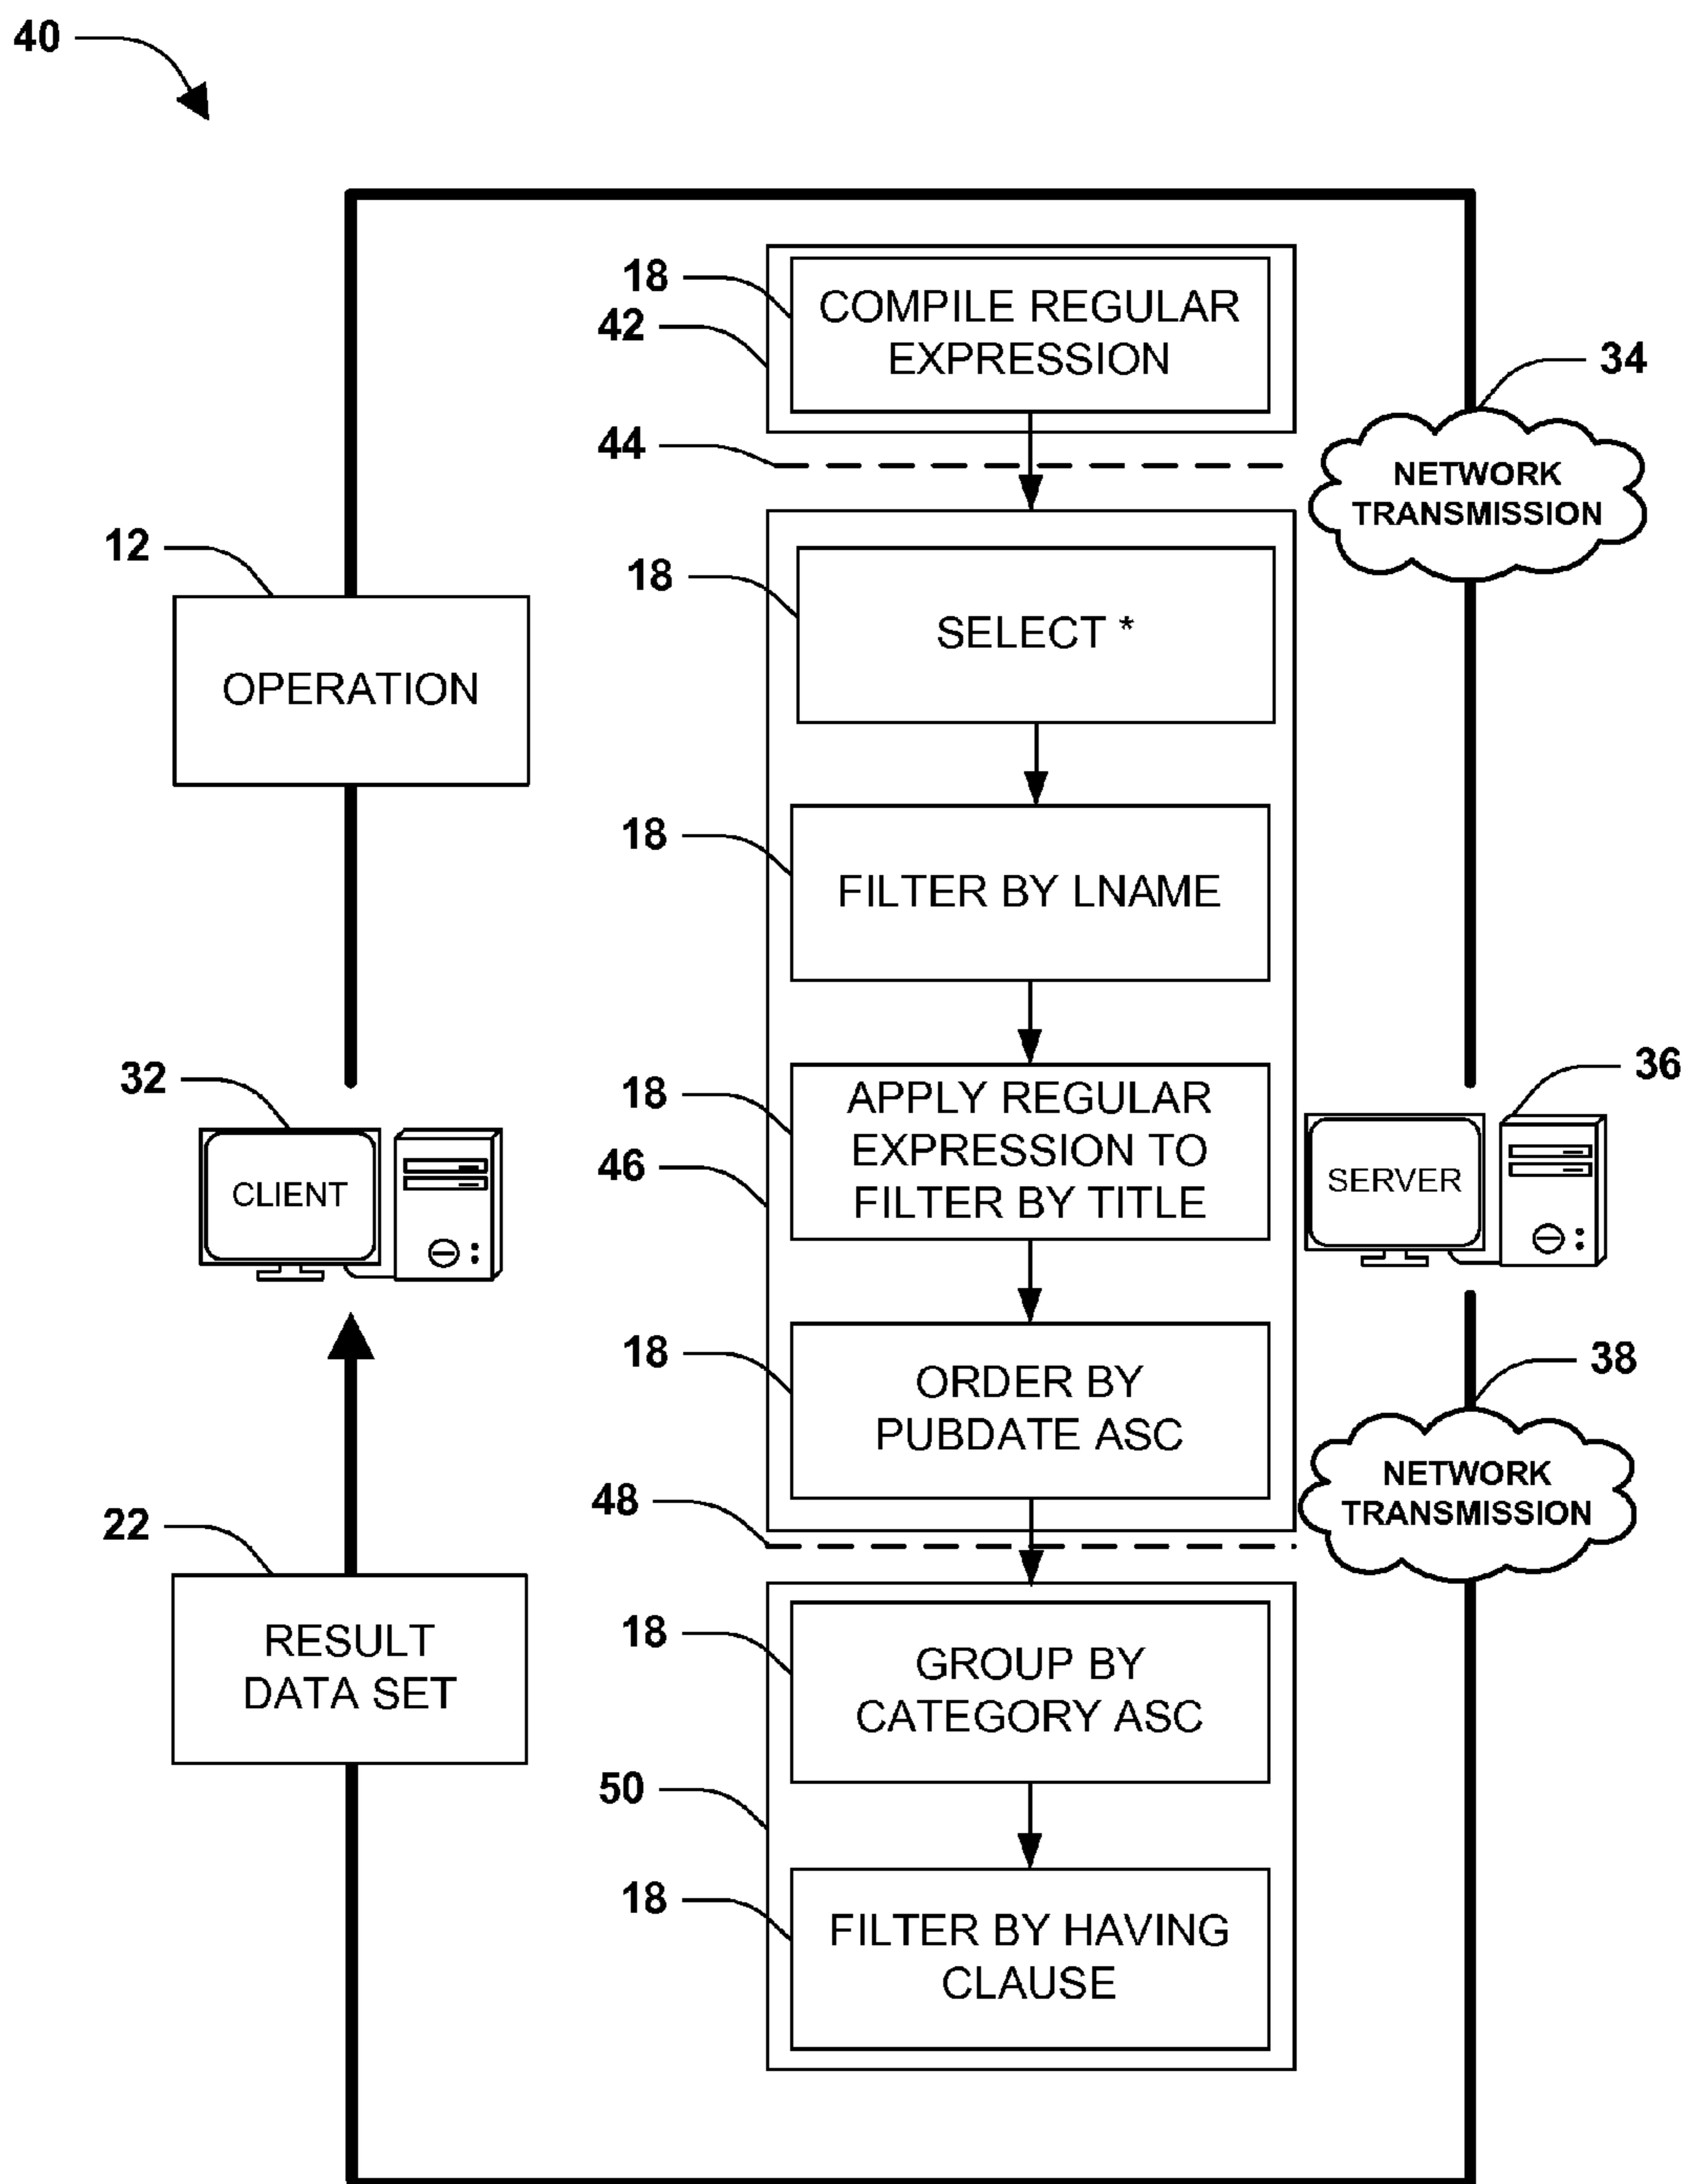 40
18
COMPILE REGULAR
EXPRESSION
42
34
NETWORK
TRANSMISSION
44
12
OPERATION
18
SELECT *
18
FILTER BY LNAME
32
CLIENT
18
APPLY REGULAR
EXPRESSION TO
FILTER BY TITLE
46
36
SERVER
18
ORDER BY
PUBDATE ASC
38
NETWORK
TRANSMISSION
48
22
RESULT
DATA SET
18
GROUP BY
CATEGORY ASC
50
18
FILTER BY HAVING
CLAUSE